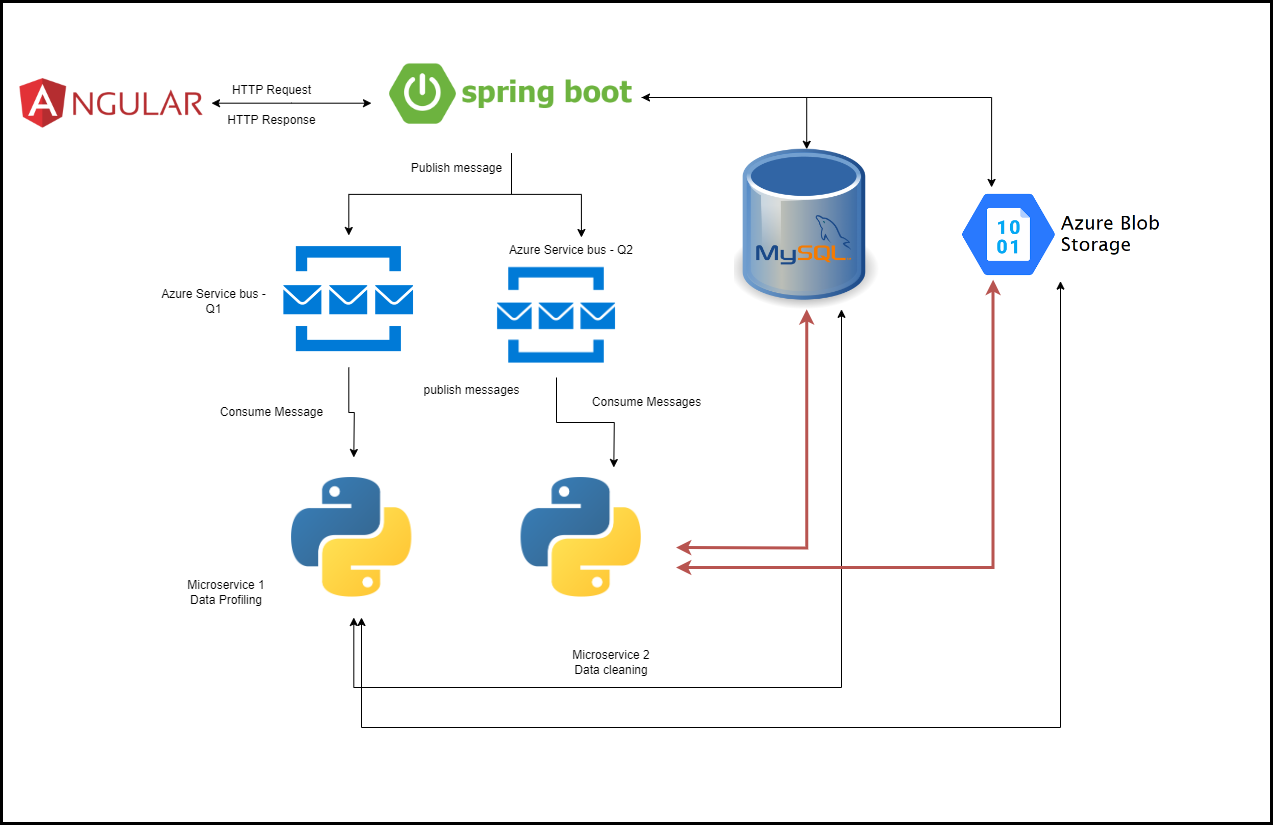 ANGULAR
HTTP Request
HTTP Response
spring boot
Publish message
Azure Service bus - Q2
Azure Service bus -
Q1
MySQL
10
01
Azure Blob
Storage
publish messages
Consume Message
Consume Messages
Microservice 1
Data Profiling
Microservice 2
Data cleaning